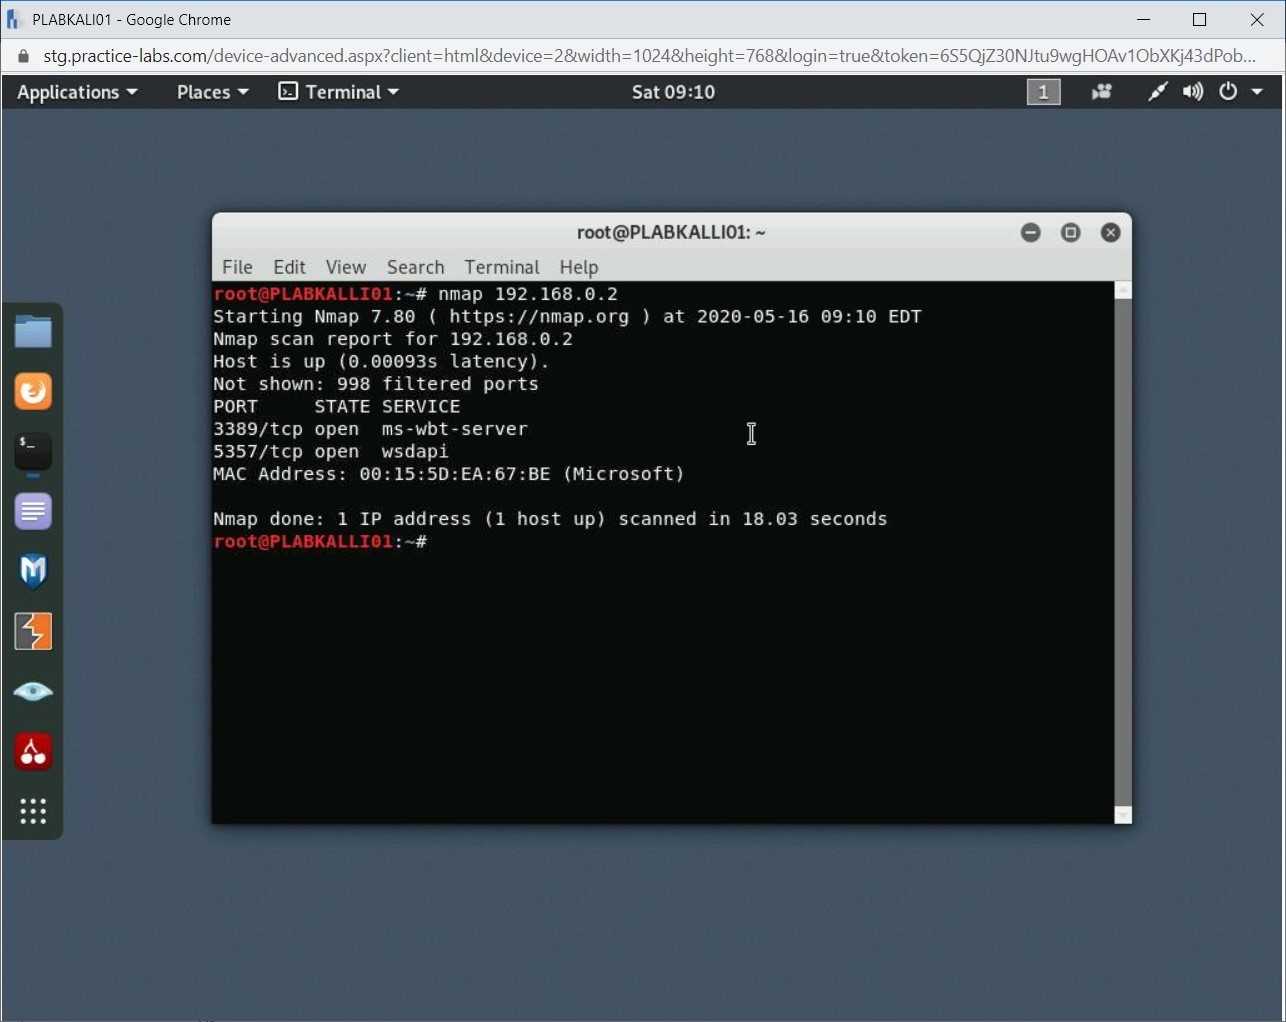 PLABKALI01 - Google Chrome
stg.practice-labs.com/device-advanced.aspx?client=html&device=2&width=1024&height=768&login=true&token=6S5QjZ30NJtu9wgHOAv1ObXKj43dPob...
Applications Places Terminal Sat 09:10 1
root@PLABKALLI01: ~
File Edit View Search Terminal Help
root@PLABKALLI01:~# nmap 192.168.0.2
Starting Nmap 7.80 ( https://nmap.org ) at 2020-05-16 09:10 EDT
Nmap scan report for 192.168.0.2
Host is up (0.00093s latency).
Not shown: 998 filtered ports
PORT     STATE SERVICE
3389/tcp open  ms-wbt-server
5357/tcp open  wsdapi
MAC Address: 00:15:5D:EA:67:BE (Microsoft)
Nmap done: 1 IP address (1 host up) scanned in 18.03 seconds
root@PLABKALLI01:~#